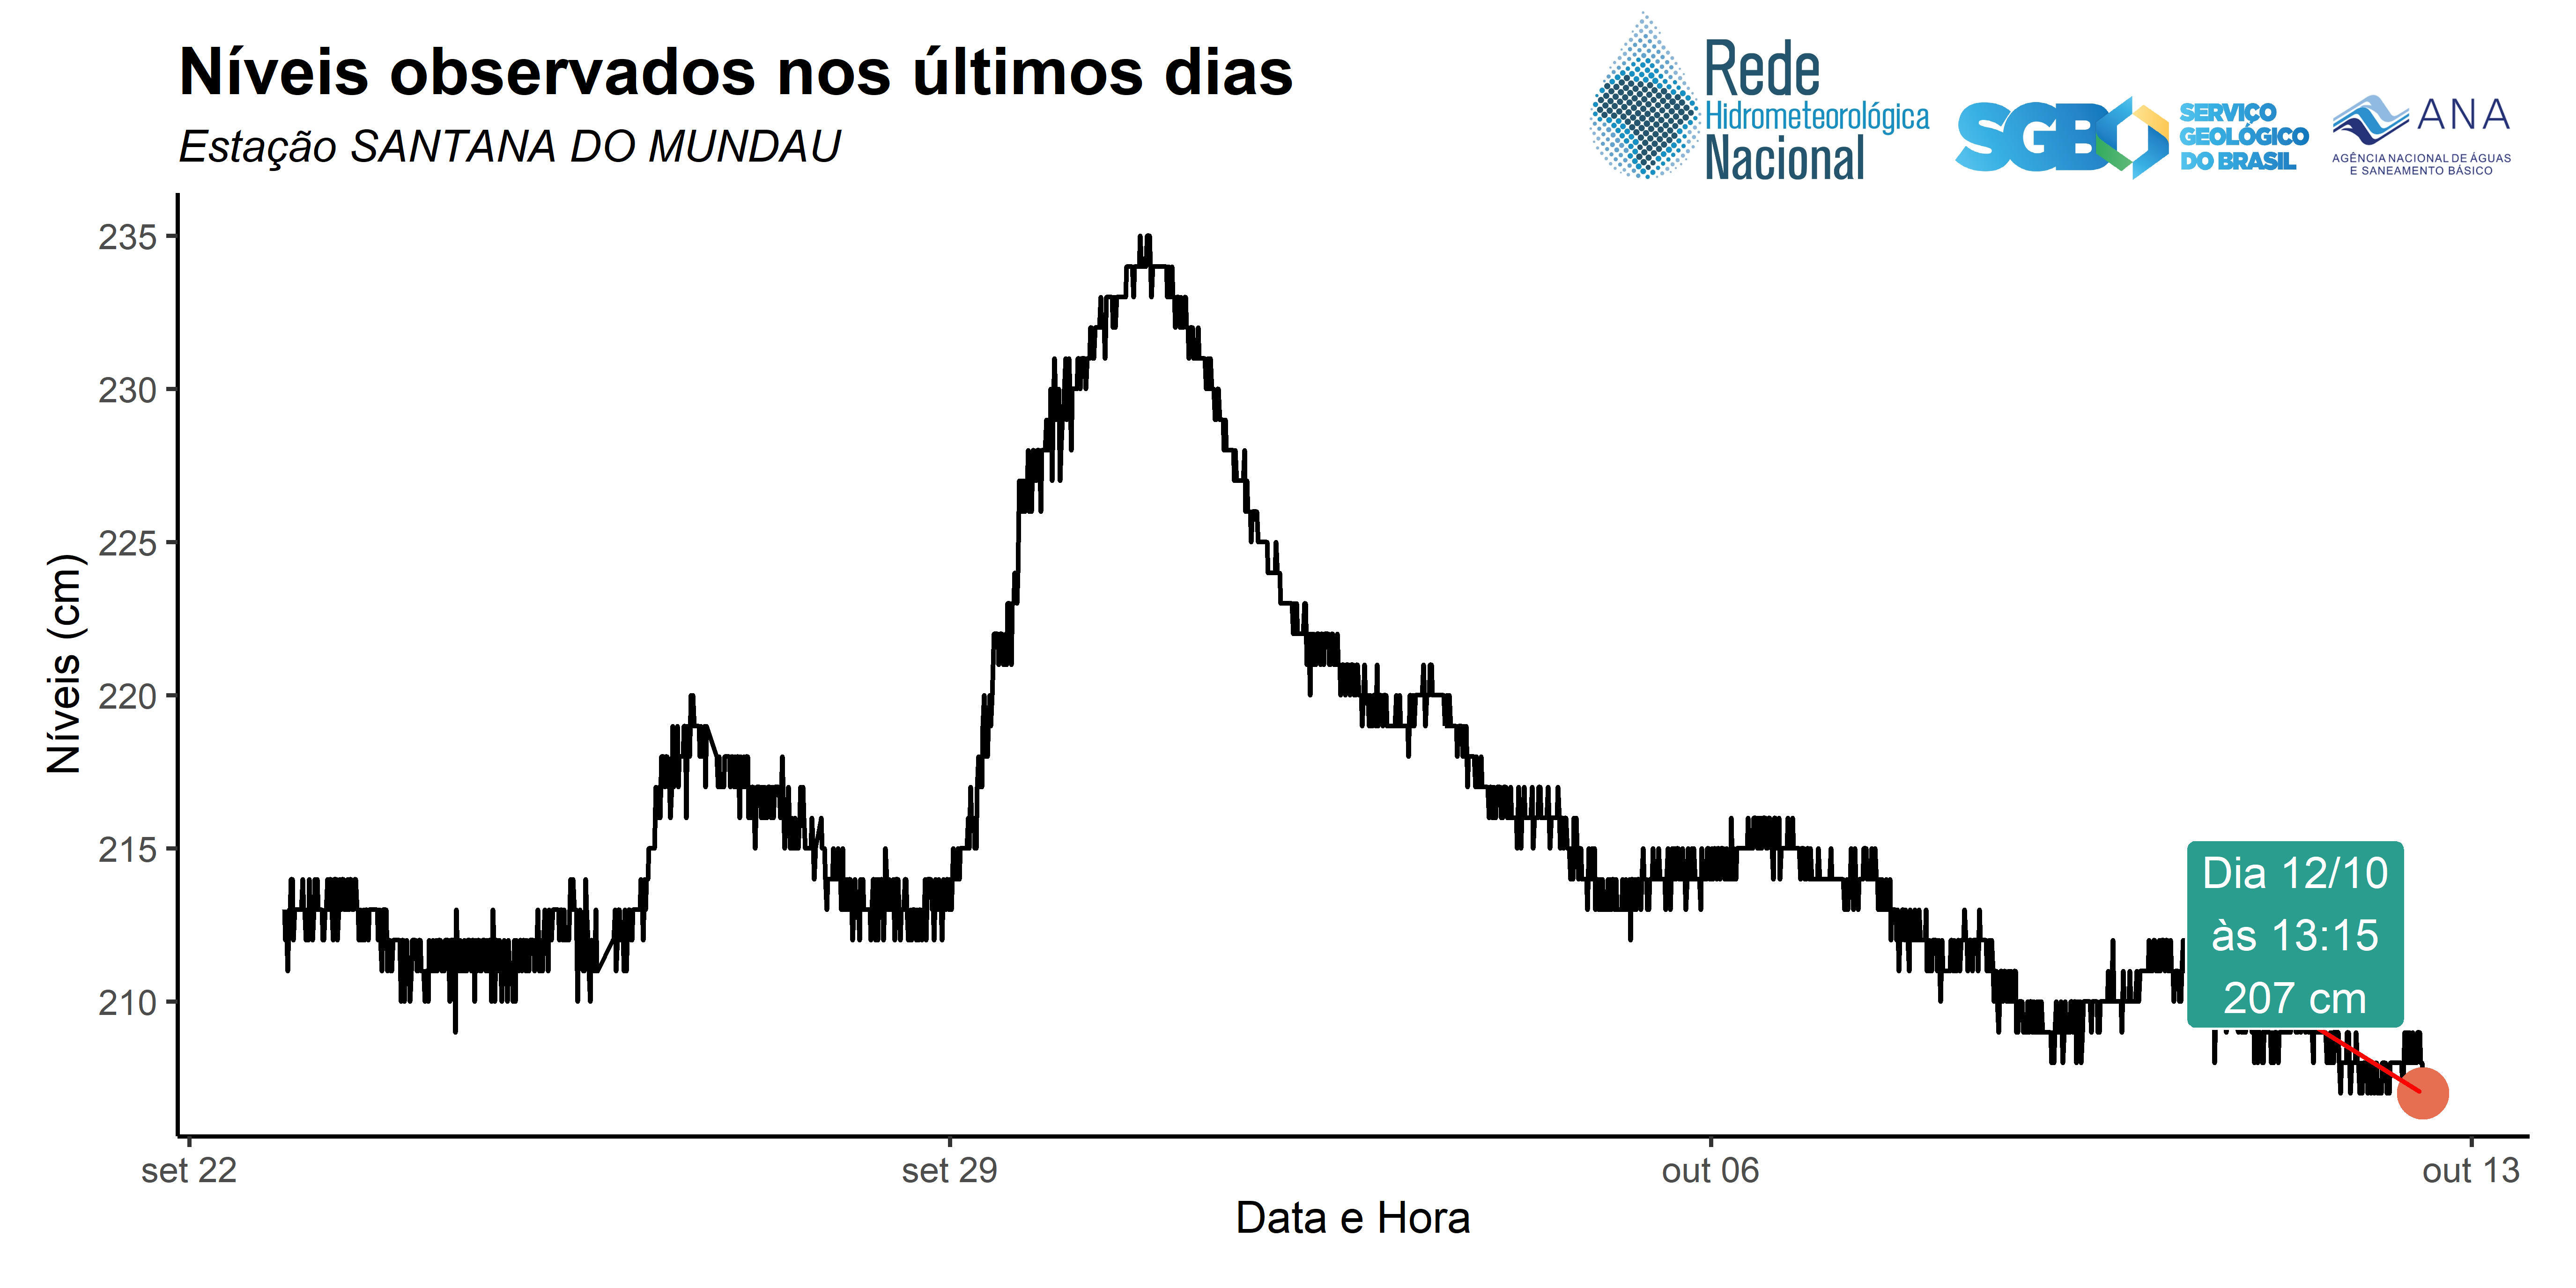 Níveis observados nos últimos dias
Estação SANTANA DO MUNDAU
Rede
Hidrometeorológica
Nacional
SGB
SERVIÇO
GEOLÓGICO
DO BRASIL
ANA
AGÊNCIA NACIONAL DE ÁGUAS
E SANEAMENTO BÁSICO
Níveis (cm)
235
230
225
220
215
210
Dia 12/10
às 13:15
207 cm
set 22
set 29
out 06
out 13
Data e Hora